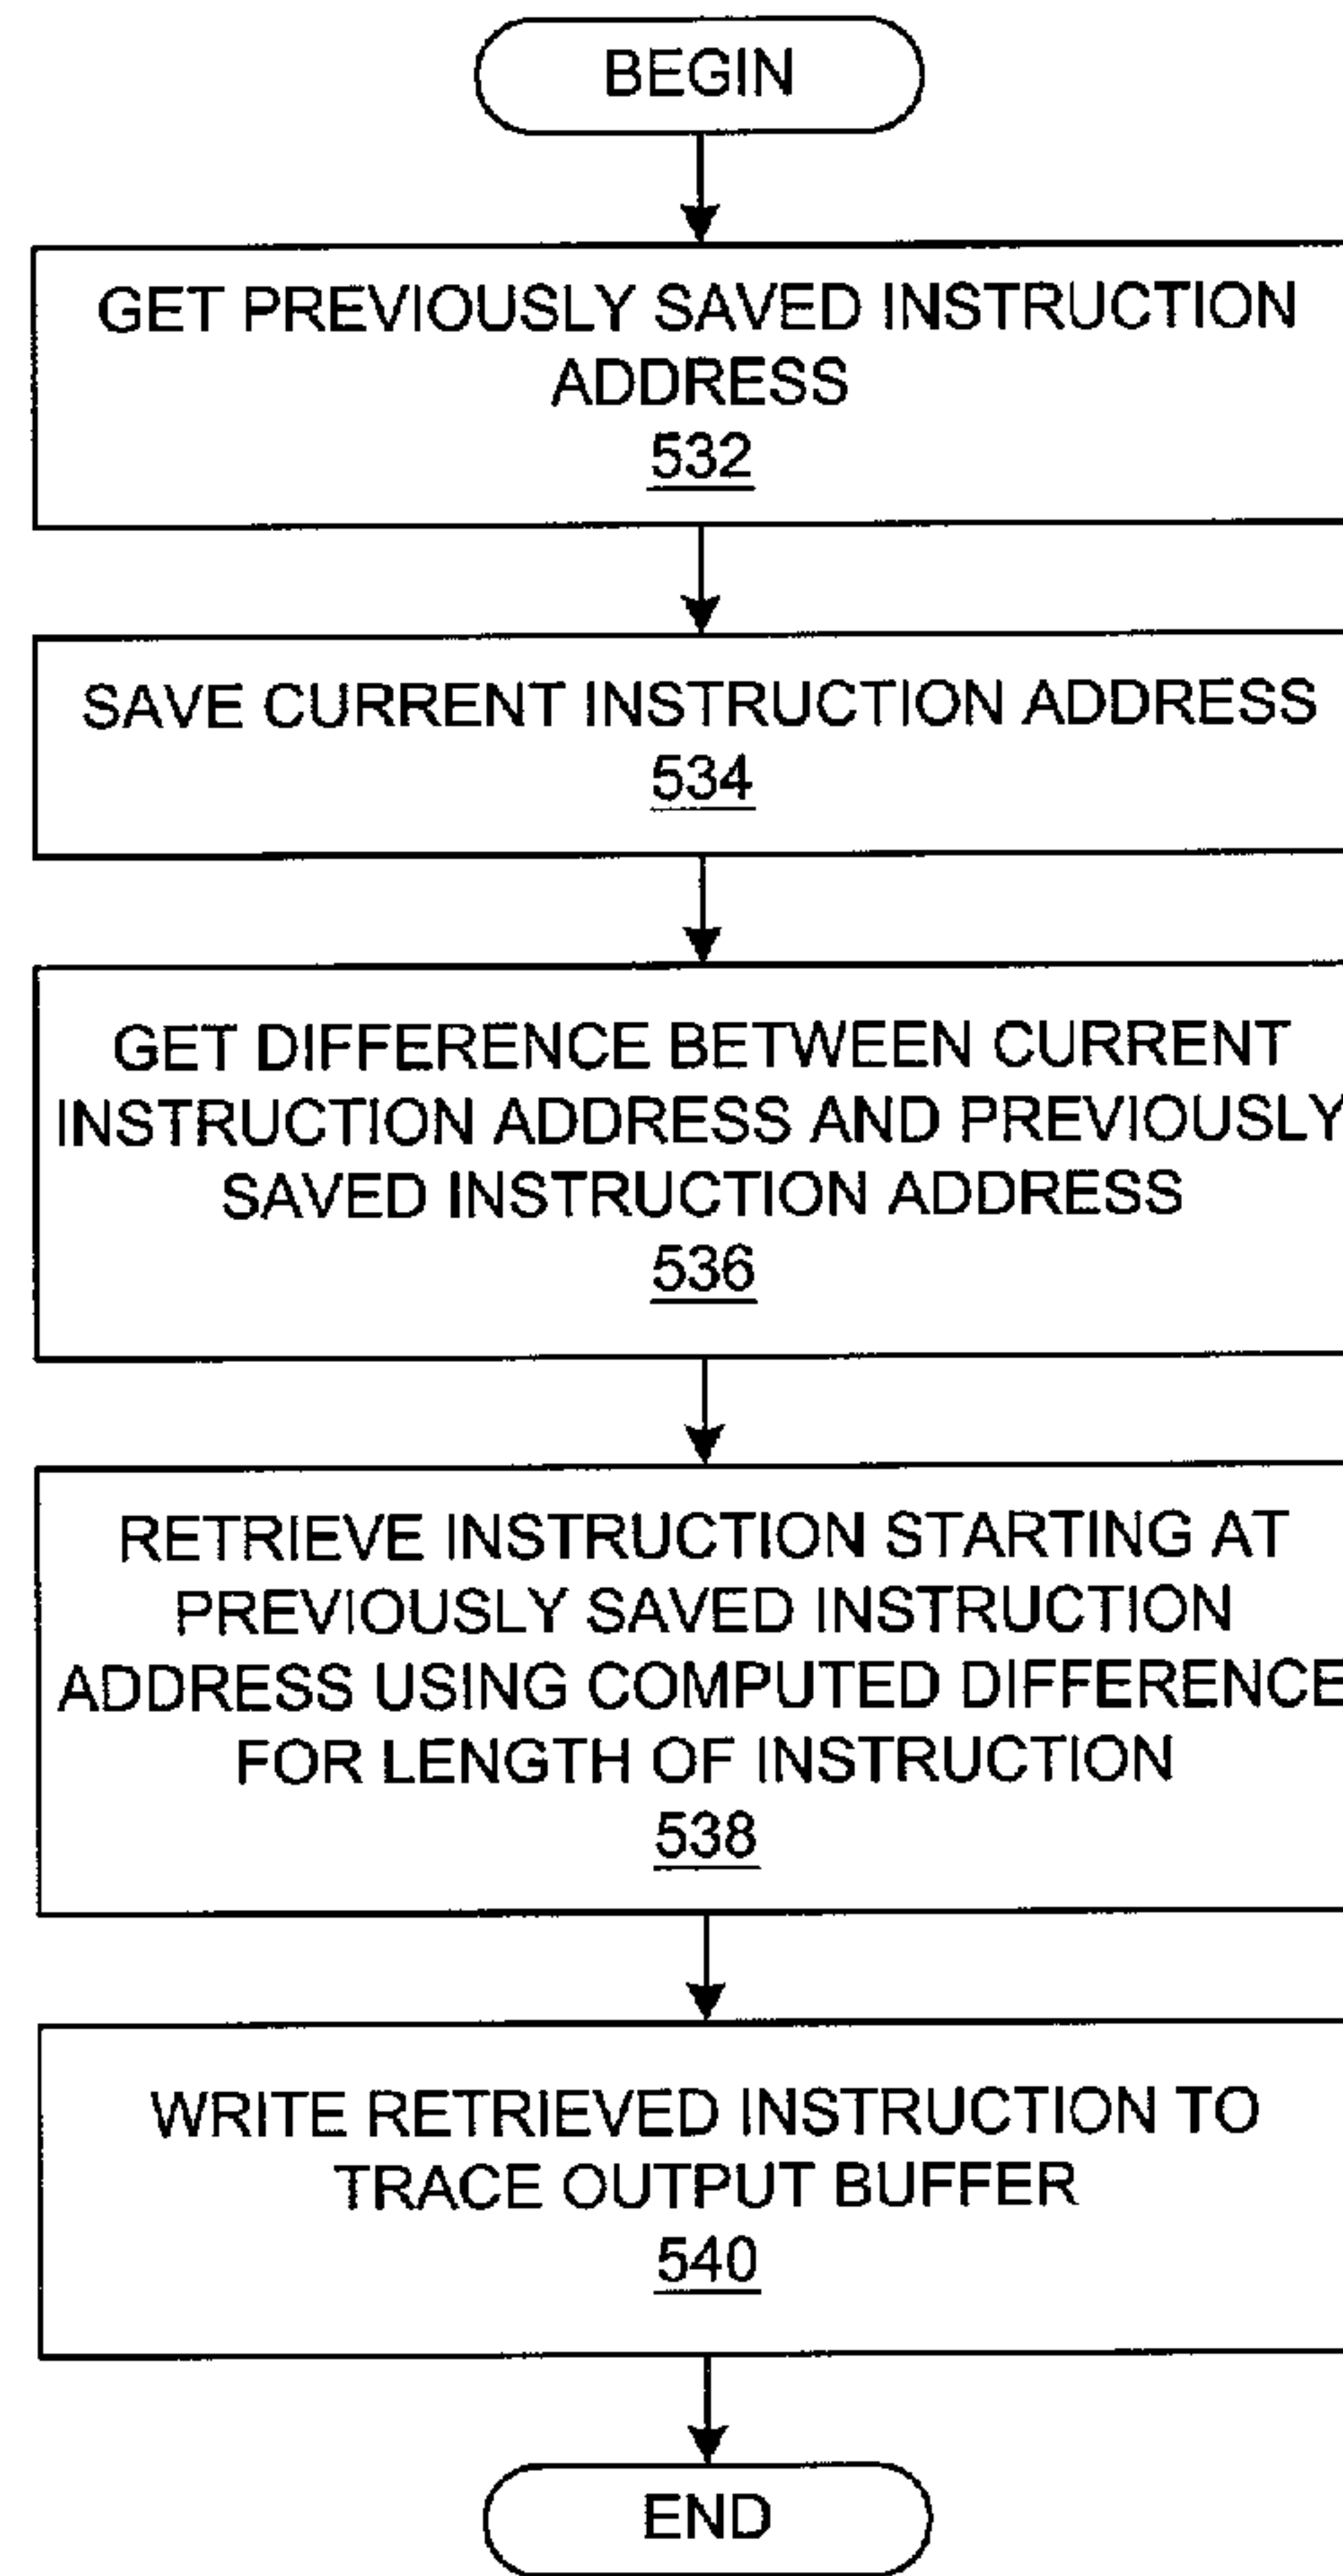 BEGIN
GET PREVIOUSLY SAVED INSTRUCTION
ADDRESS
532
SAVE CURRENT INSTRUCTION ADDRESS
534
GET DIFFERENCE BETWEEN CURRENT
INSTRUCTION ADDRESS AND PREVIOUSLY
SAVED INSTRUCTION ADDRESS
536
RETRIEVE INSTRUCTION STARTING AT
PREVIOUSLY SAVED INSTRUCTION
ADDRESS USING COMPUTED DIFFERENCE
FOR LENGTH OF INSTRUCTION
538
WRITE RETRIEVED INSTRUCTION TO
TRACE OUTPUT BUFFER
540
END